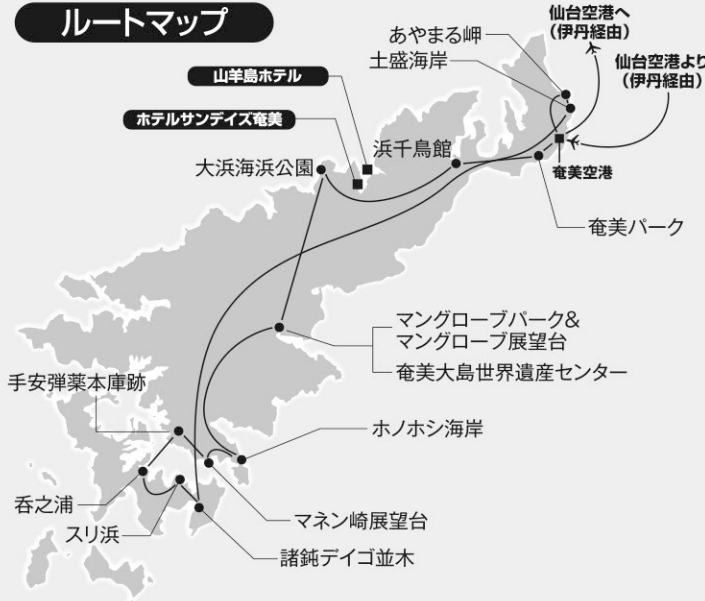 ルートマップ
あやまる岬
土盛海岸
仙台空港へ
（伊丹経由）
仙台空港より
（伊丹経由）
山羊島ホテル
ホテルサンデイズ奄美
浜千鳥館
大浜海浜公園
奄美空港
奄美パーク
マングローブパーク&
マングローブ展望台
奄美大島世界遺産センター
手安弾薬本庫跡
ホノホシ海岸
呑之浦
スリ浜
マネン崎展望台
諸鈍デイゴ並木